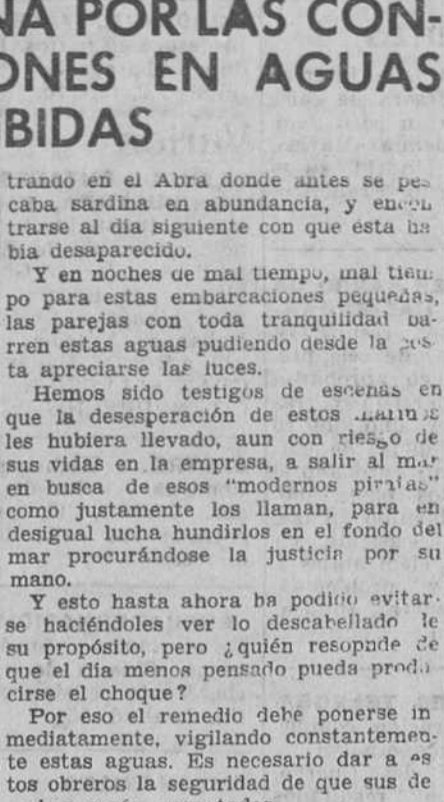 NA POR LAS CON-
ONES EN AGUAS
BIDAS
trando en el Abra donde antes se pes
caba sardina en abundancia, y encon
trarse al día siguiente con que ésta ha
bía desaparecido.
Y en noches de mal tiempo, mal tiem
po para estas embarcaciones pequeñas,
las parejas con toda tranquilidad ba-
rren estas aguas pudiendo desde la cos
ta apreciarse las luces.
Hemos sido testigos de escenas en
que la desesperación de estos
les hubiera llevado, aun con riesgo de
sus vidas en la empresa, a salir al mar
en busca de esos "modernos piratas"
como justamente los llaman, para en
desigual lucha hundirlos en el fondo del
mar procurándose la justicia por su
mano.
Y esto hasta ahora ha podido evitar-
se haciéndoles ver lo descabellado de
su propósito, pero ¿quién resopnde de
que el día menos pensado pueda produ
cirse el choque?
Por eso el remedio debe ponerse in
mediatamente, vigilando constantemen-
te estas aguas. Es necesario dar a es
tos obreros la seguridad de que sus de